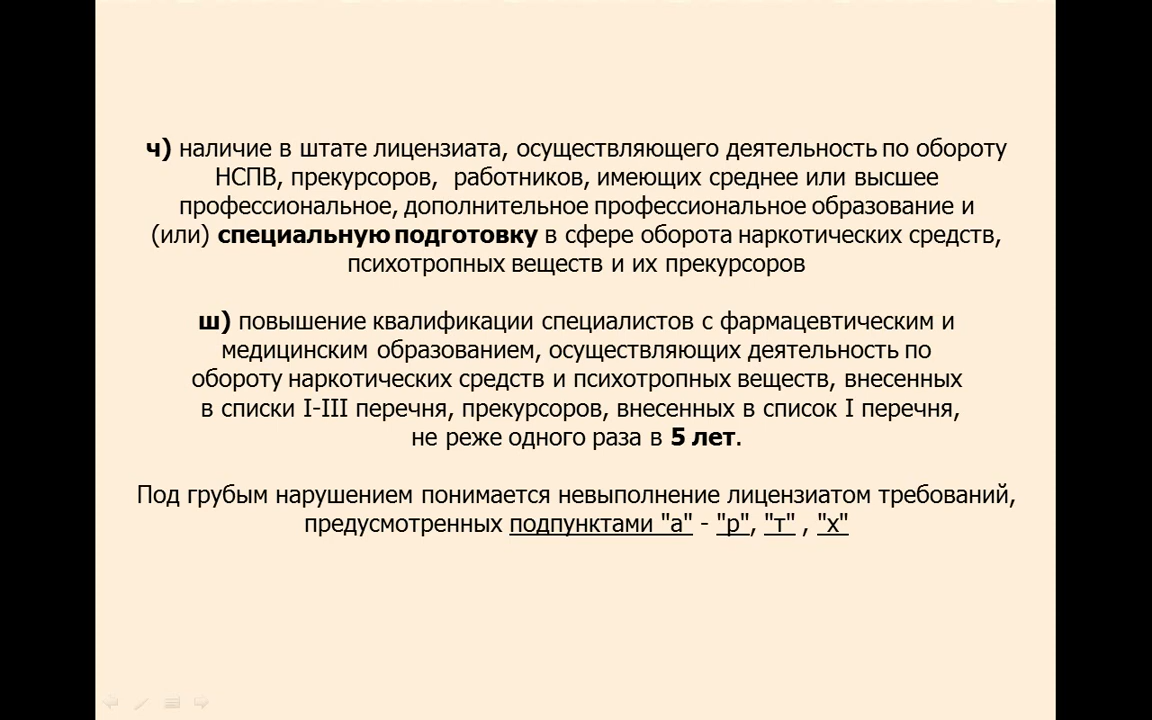 ч) наличие в штате лицензиата, осуществляющего деятельность по обороту
НСПВ, прекурсоров, работников, имеющих среднее или высшее
профессиональное, дополнительное профессиональное образование и
(или) специальную подготовку в сфере оборота наркотических средств,
психотропных веществ и их прекурсоров
ш) повышение квалификации специалистов с фармацевтическим и
медицинским образованием, осуществляющих деятельность по
обороту наркотических средств и психотропных веществ, внесенных
в списки I-III перечня, прекурсоров, внесенных в список I перечня,
не реже одного раза в 5 лет.
Под грубым нарушением понимается невыполнение лицензиатом требований,
предусмотренных подпунктами "а" - "р", "т" , "х"